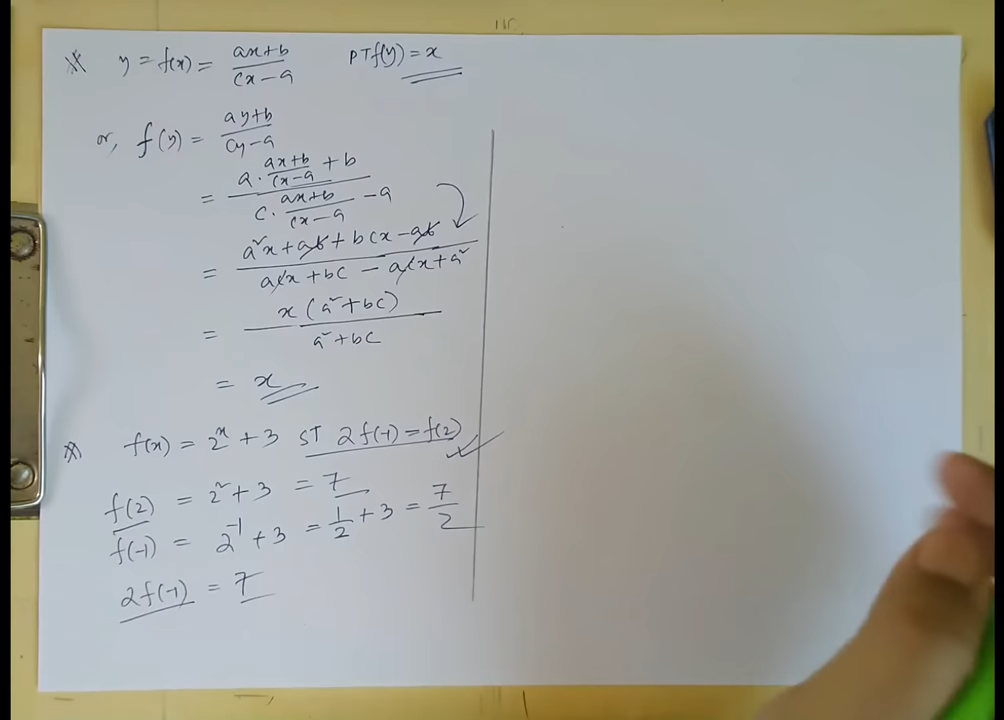 * y = f(x) = (ax+b)/(cx-a) PT f(y) = x
or, f(y) = (ay+b)/(cy-a)
= (a · (ax+b)/(cx-a) + b)/(c · (ax+b)/(cx-a) - a)
= (a²x + ab + bcx - ab)/(acx + bc - acx + a²)
= x(a²+bc)/(a²+bc)
= x
* f(x) = 2ˣ + 3 ST 2f(-1) = f(2)
f(2) = 2² + 3 = 7
f(-1) = 2⁻¹ + 3 = 1/2 + 3 = 7/2
2f(-1) = 7